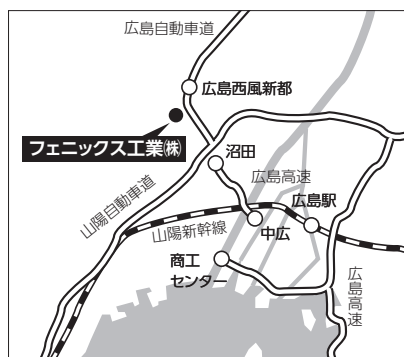 広島自動車道
広島西風新都
フェニックス工業㈱
沼田
広島高速
山陽自動車道
広島駅
山陽新幹線
中広
商工
センター
広島高速